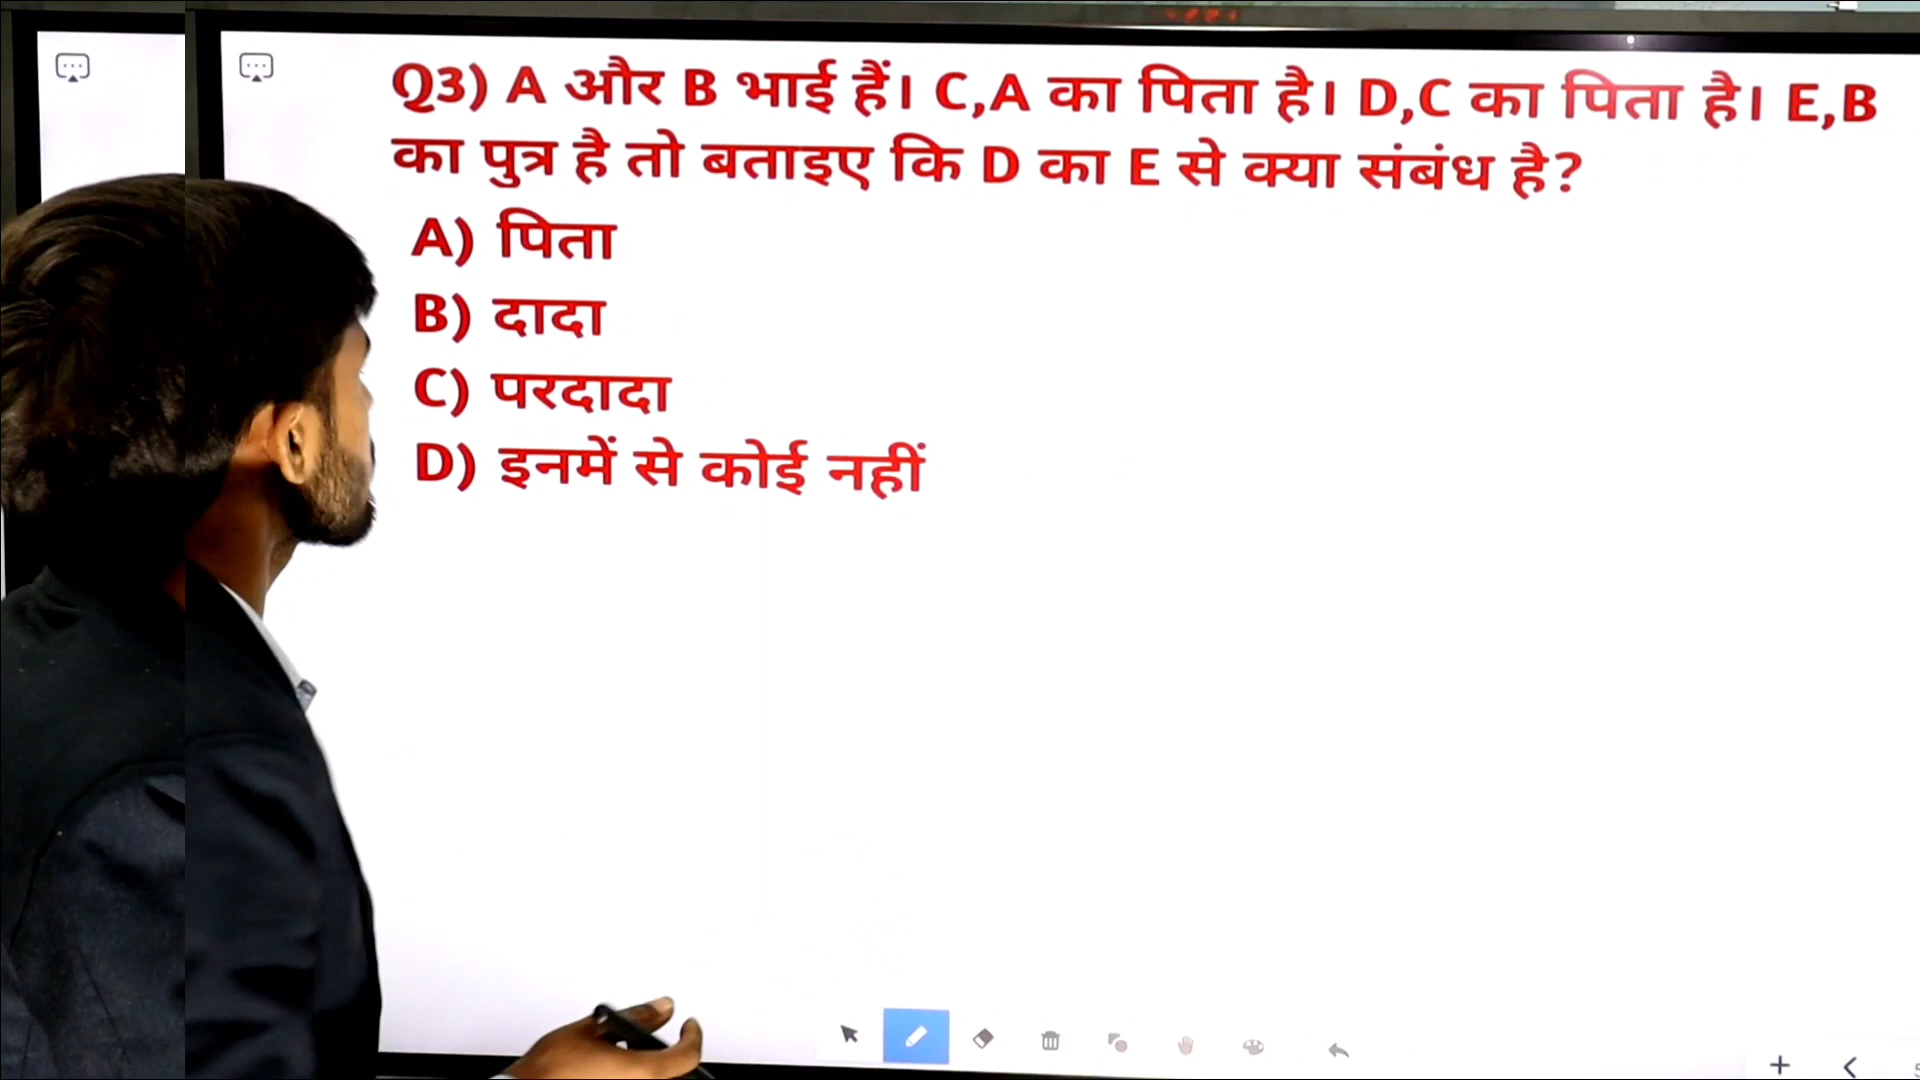 Q3) A और B भाई हैं। C,A का पिता है। D,C का पिता है। E,B
का पुत्र है तो बताइए कि D का E से क्या संबंध है?
A) पिता
B) दादा
C) परदादा
D) इनमें से कोई नहीं